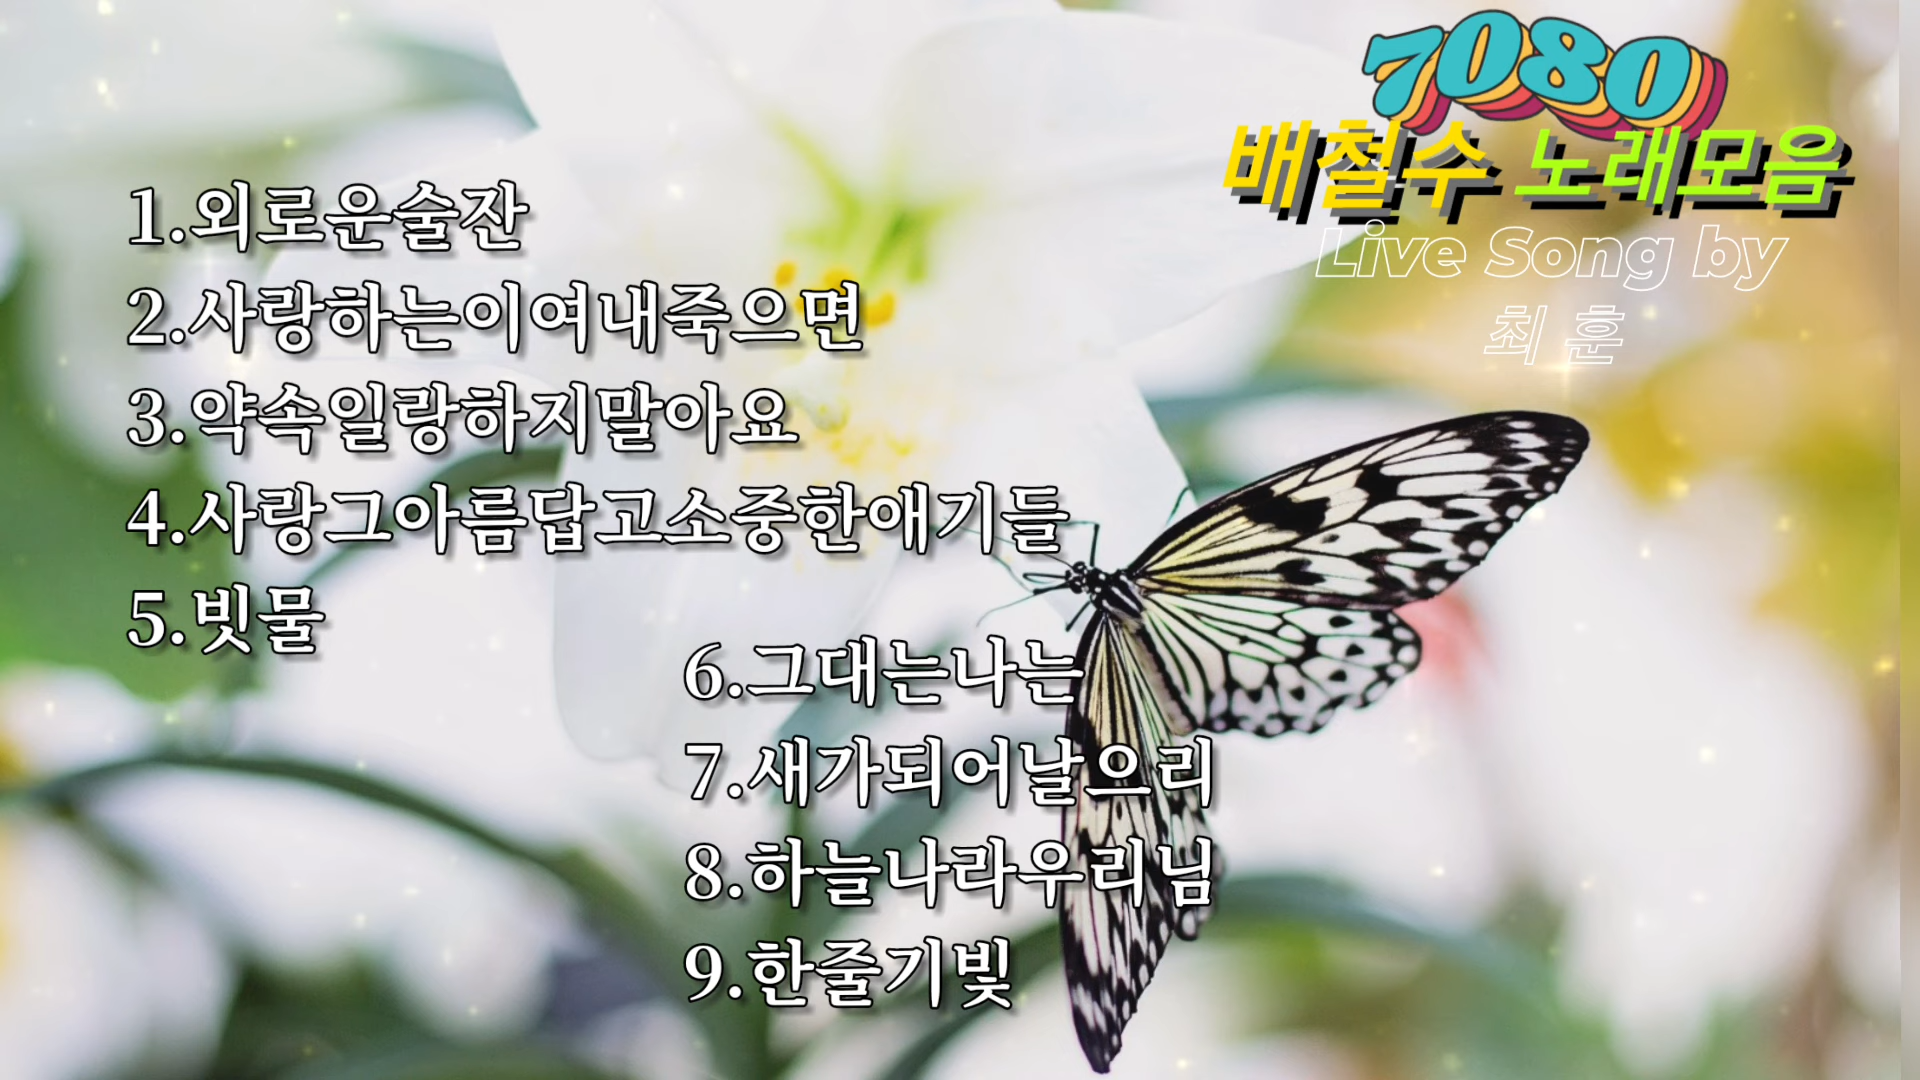 7080
배철수 노래모음
Live Song by
최 훈
1.외로운술잔
2.사랑하는이여내죽으면
3.약속일랑하지말아요
4.사랑그아름답고소중한얘기들
5.빗물
6.그대는나는
7.새가되어날으리
8.하늘나라우리님
9.한줄기빛